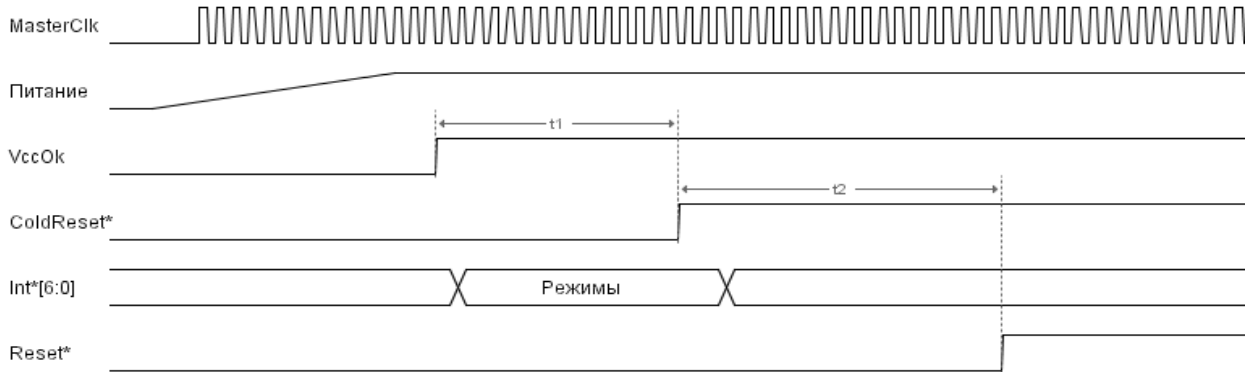 MasterClk
Питание
t1
VccOk
t2
ColdReset*
Int*[6:0]
Режимы
Reset*